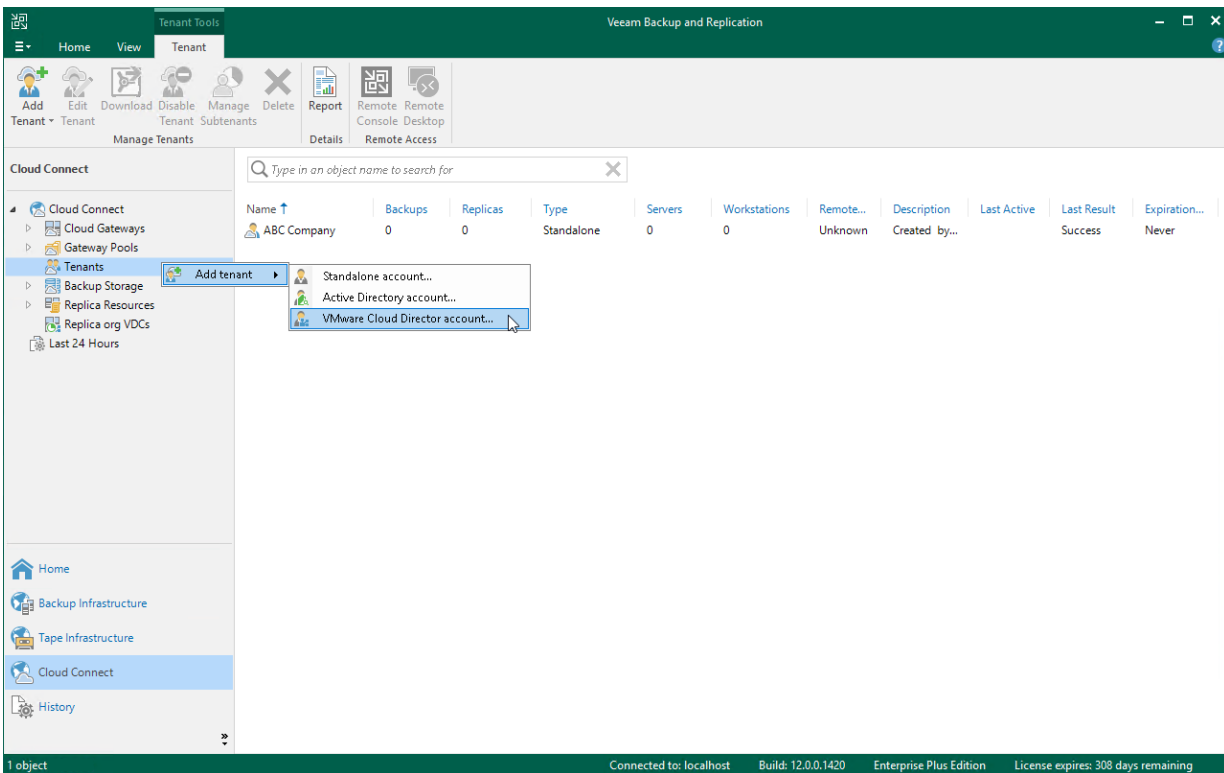 Tenant Tools
Veeam Backup and Replication
Home View Tenant
Add Tenant
Edit Tenant
Download
Disable Tenant
Manage Subtenants
Delete
Report
Remote Console
Remote Desktop
Manage Tenants
Details
Remote Access
Cloud Connect
Type in an object name to search for
Cloud Connect
Cloud Gateways
Gateway Pools
Tenants
Backup Storage
Replica Resources
Replica org VDCs
Last 24 Hours
Name Backups Replicas Type Servers Workstations Remote... Description Last Active Last Result Expiration...
ABC Company 0 0 Standalone 0 0 Unknown Created by... Success Never
Add tenant
Standalone account...
Active Directory account...
VMware Cloud Director account...
Home
Backup Infrastructure
Tape Infrastructure
Cloud Connect
History
1 object
Connected to: localhost
Build: 12.0.0.1420
Enterprise Plus Edition
License expires: 308 days remaining